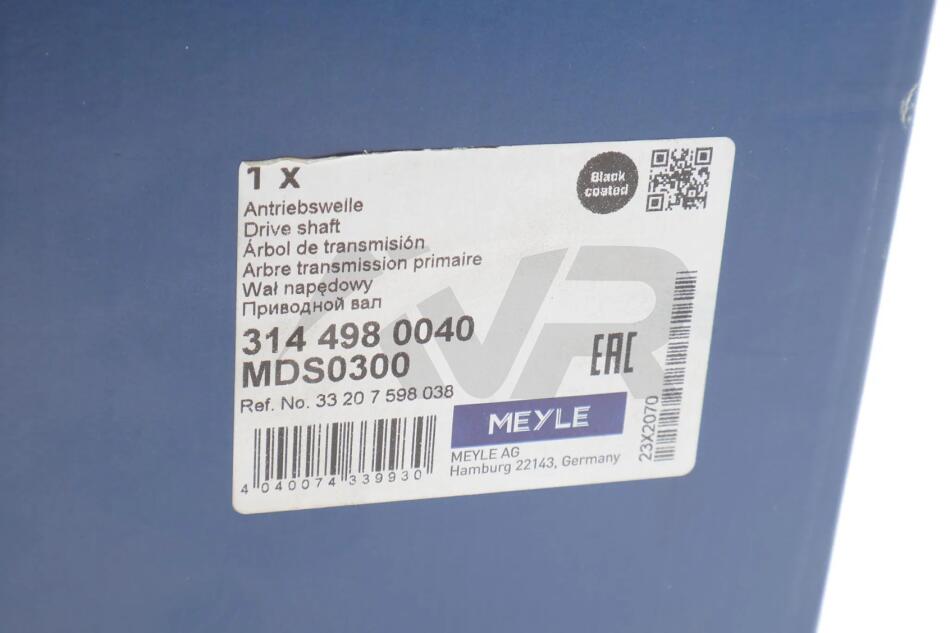 1 x
Black
coated
Antriebswelle
Drive shaft
Árbol de transmisión
Arbre transmission primaire
Wał napędowy
Приводной вал
314 498 0040
MDS0300
Ref. No. 33 20 7 598 038
EAC
MEYLE
MEYLE AG
Hamburg 22143, Germany
4 040074 339930
23X2070
VR